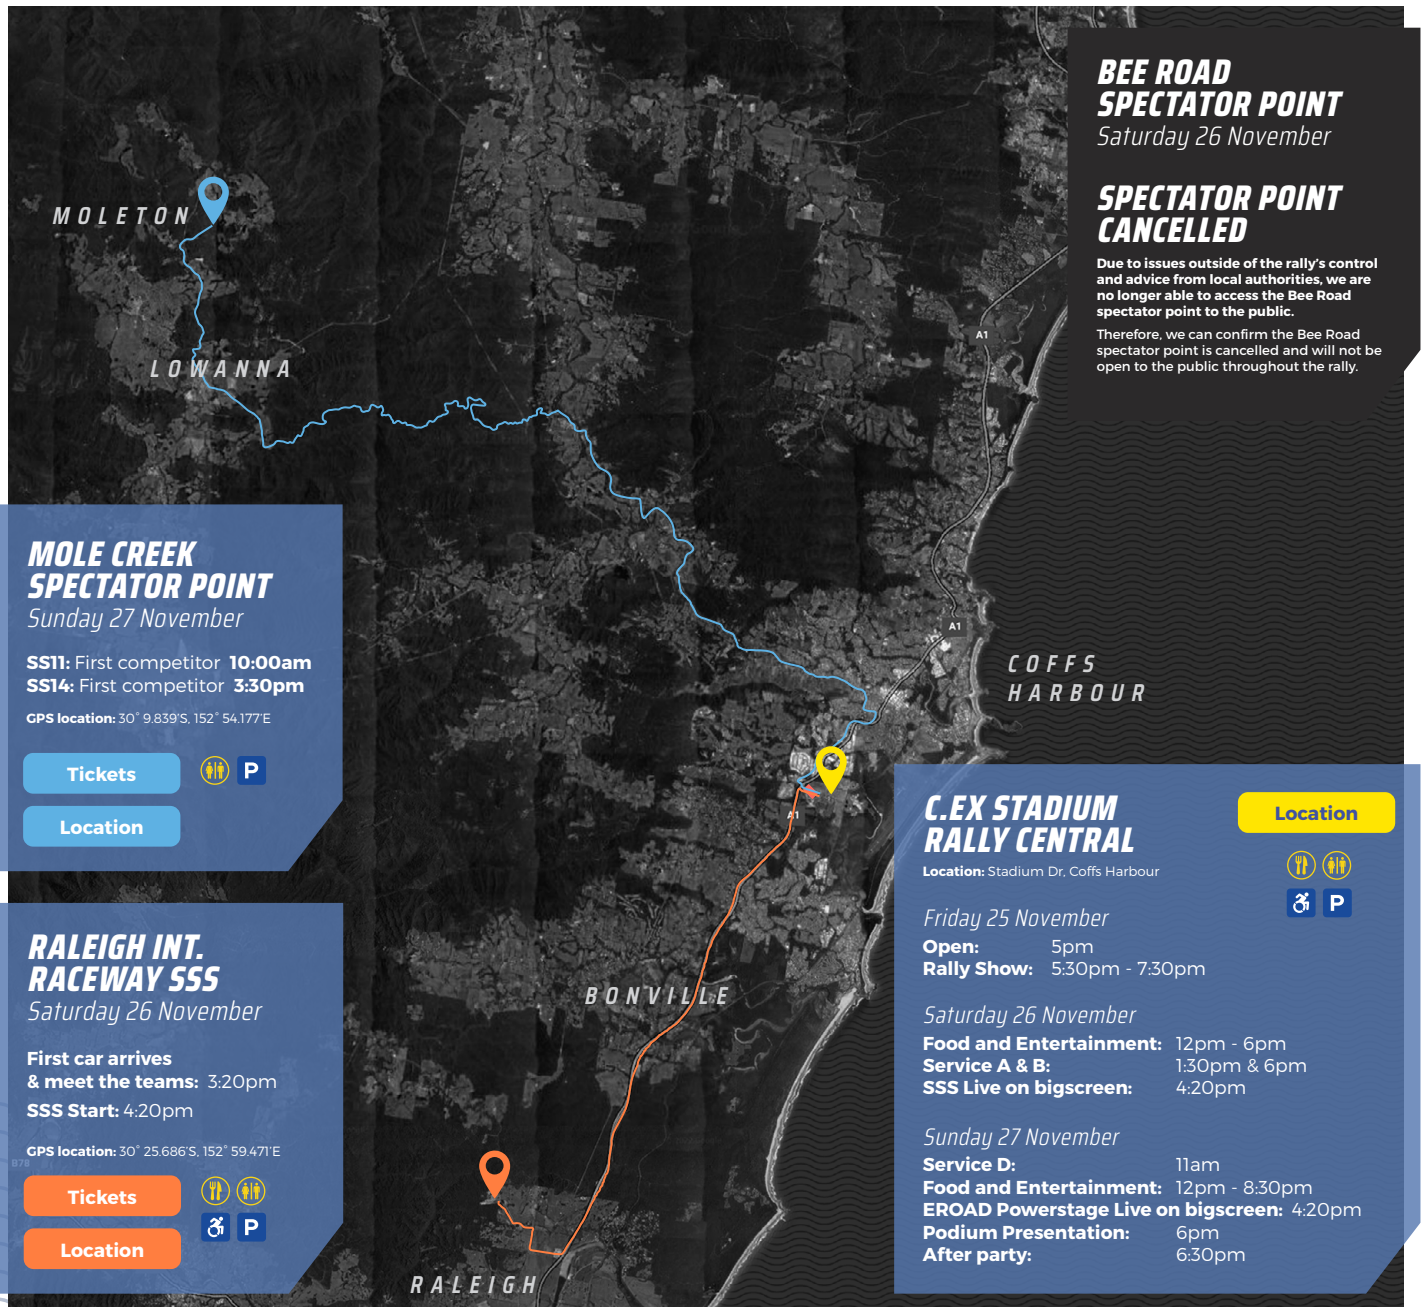 BEE ROAD
SPECTATOR POINT
Saturday 26 November
SPECTATOR POINT
CANCELLED
Due to issues outside of the rally's control
and advice from local authorities, we are
no longer able to access the Bee Road
spectator point to the public.
Therefore, we can confirm the Bee Road
spectator point is cancelled and will not be
open to the public throughout the rally.
MOLETON
LOWANNA
A1
A1
COFFS
HARBOUR
A1
BONVILLE
RALEIGH
MOLE CREEK
SPECTATOR POINT
Sunday 27 November
SS11: First competitor 10:00am
SS14: First competitor 3:30pm
GPS location: 30° 9.839'S, 152° 54.177'E
Tickets
P
Location
RALEIGH INT.
RACEWAY SSS
Saturday 26 November
First car arrives
& meet the teams: 3:20pm
SSS Start: 4:20pm
GPS location: 30° 25.686'S, 152° 59.471'E
B78
Tickets
P
Location
C.EX STADIUM
RALLY CENTRAL
Location: Stadium Dr, Coffs Harbour
Location
P
Friday 25 November
Open: 5pm
Rally Show: 5:30pm - 7:30pm
Saturday 26 November
Food and Entertainment: 12pm - 6pm
Service A & B: 1:30pm & 6pm
SSS Live on bigscreen: 4:20pm
Sunday 27 November
Service D: 11am
Food and Entertainment: 12pm - 8:30pm
EROAD Powerstage Live on bigscreen: 4:20pm
Podium Presentation: 6pm
After party: 6:30pm